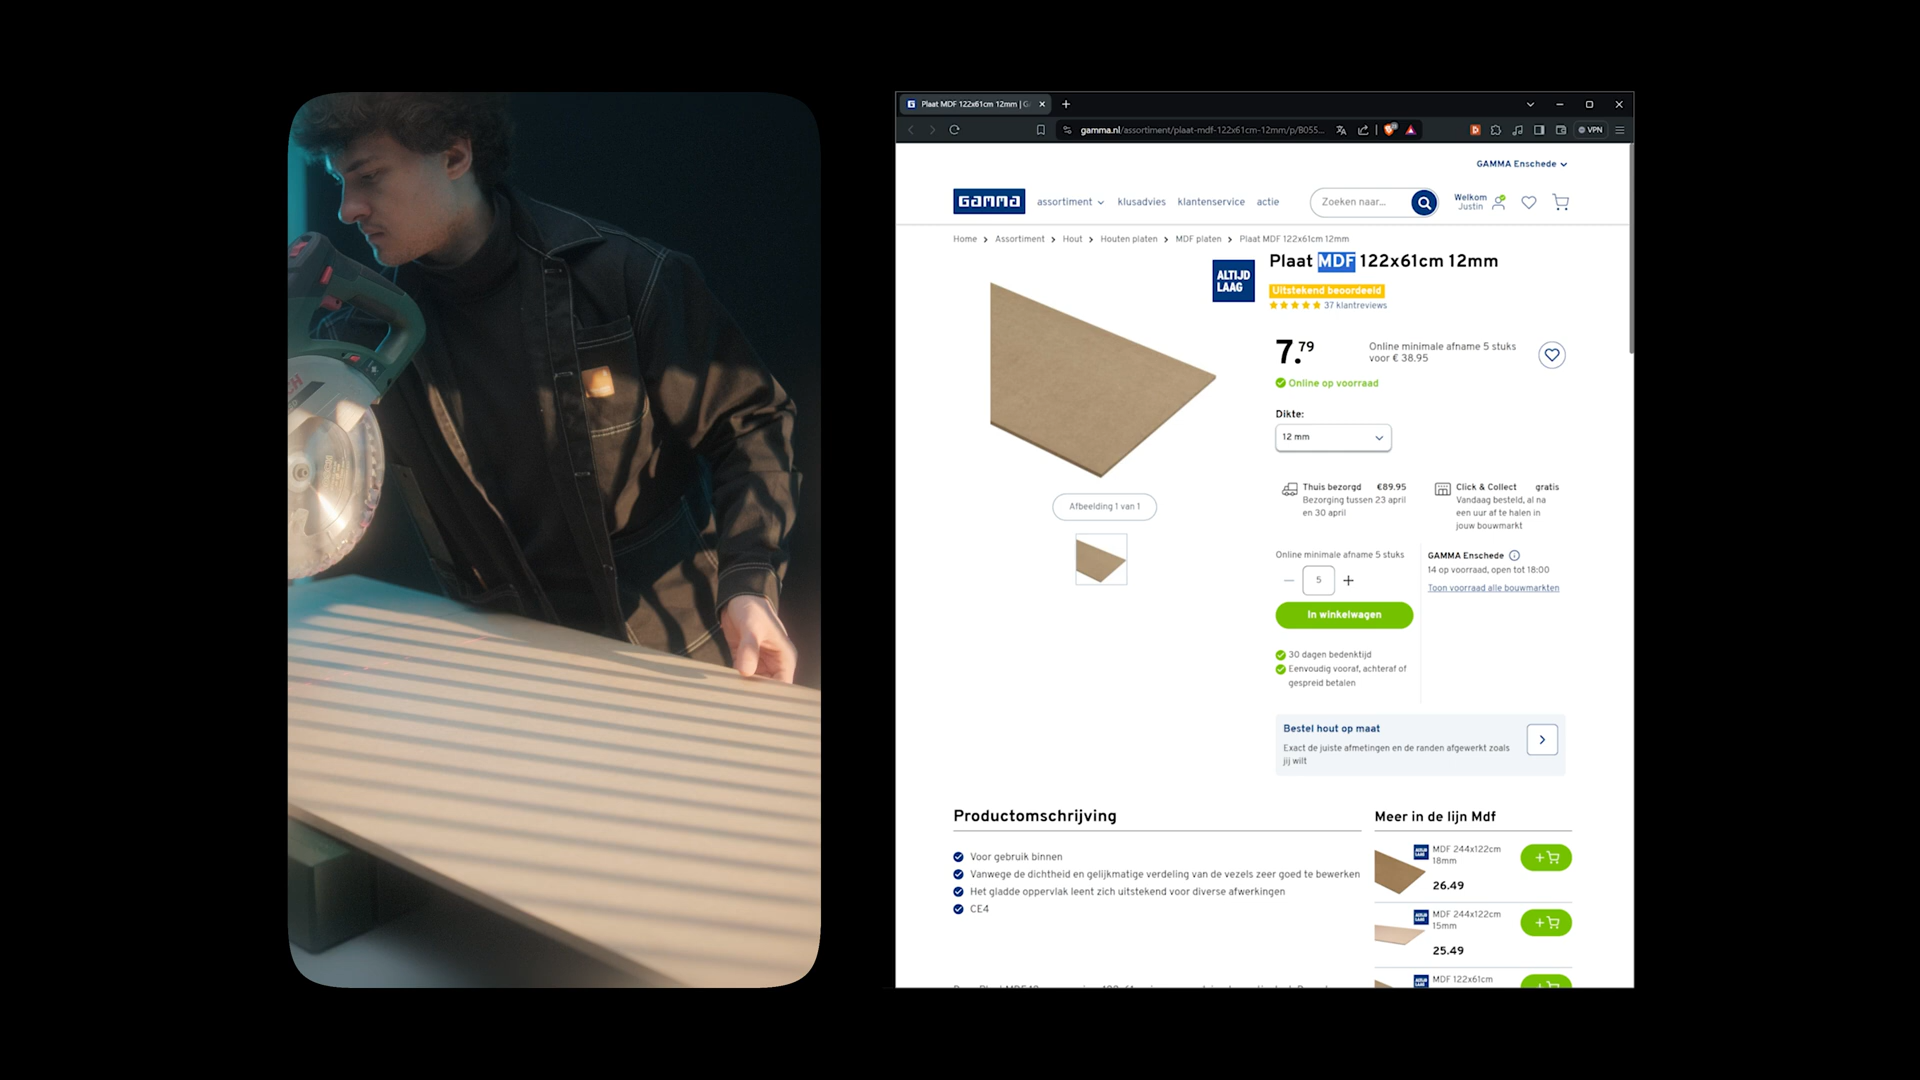 Plaat MDF 122x61cm 12mm | G
gamma.nl/assortiment/plaat-mdf-122x61cm-12mm/p/B055...
VPN
GAMMA Enschede
GAMMA
assortiment
klusadvies
klantenservice
actie
Zoeken naar...
Welkom
Justin
Home > Assortiment > Hout > Houten platen > MDF platen > Plaat MDF 122x61cm 12mm
ALTIJD
LAAG
Plaat MDF 122x61cm 12mm
Uitstekend beoordeeld
37 klantreviews
7.79
Online minimale afname 5 stuks
voor € 38.95
Online op voorraad
Dikte:
12 mm
Thuis bezorgd €89.95
Bezorging tussen 23 april
en 30 april
Click & Collect gratis
Vandaag besteld, al na
een uur af te halen in
jouw bouwmarkt
Afbeelding 1 van 1
Online minimale afname 5 stuks
5
In winkelwagen
GAMMA Enschede
14 op voorraad, open tot 18:00
Toon voorraad alle bouwmarkten
30 dagen bedenktijd
Eenvoudig vooraf, achteraf of
gespreid betalen
Bestel hout op maat
Exact de juiste afmetingen en de randen afgewerkt zoals
jij wilt
Productomschrijving
Voor gebruik binnen
Vanwege de dichtheid en gelijkmatige verdeling van de vezels zeer goed te bewerken
Het gladde oppervlak leent zich uitstekend voor diverse afwerkingen
CE4
Meer in de lijn Mdf
MDF 244x122cm
18mm
26.49
MDF 244x122cm
15mm
25.49
MDF 122x61cm